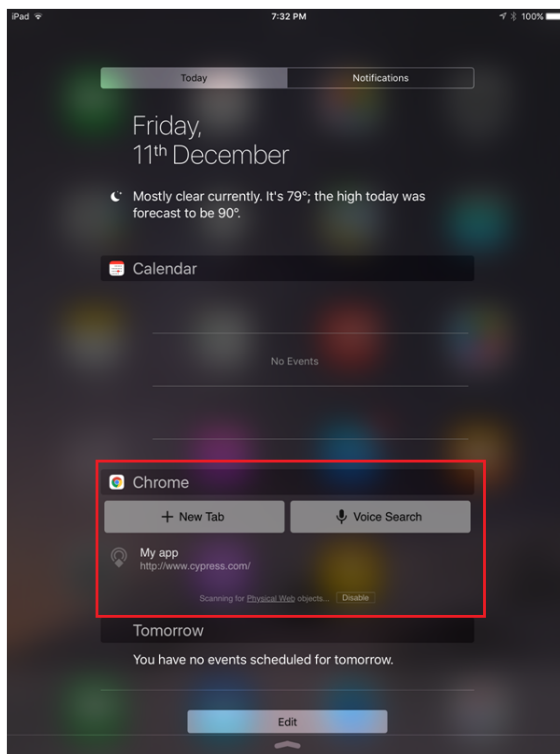 iPad 7:32 PM 100%
Today Notifications
Friday,
11th December
Mostly clear currently. It's 79°; the high today was
forecast to be 90°.
Calendar
No Events
Chrome
+ New Tab Voice Search
My app
http://www.cypress.com/
Scanning for Physical Web objects... Disable
Tomorrow
You have no events scheduled for tomorrow.
Edit